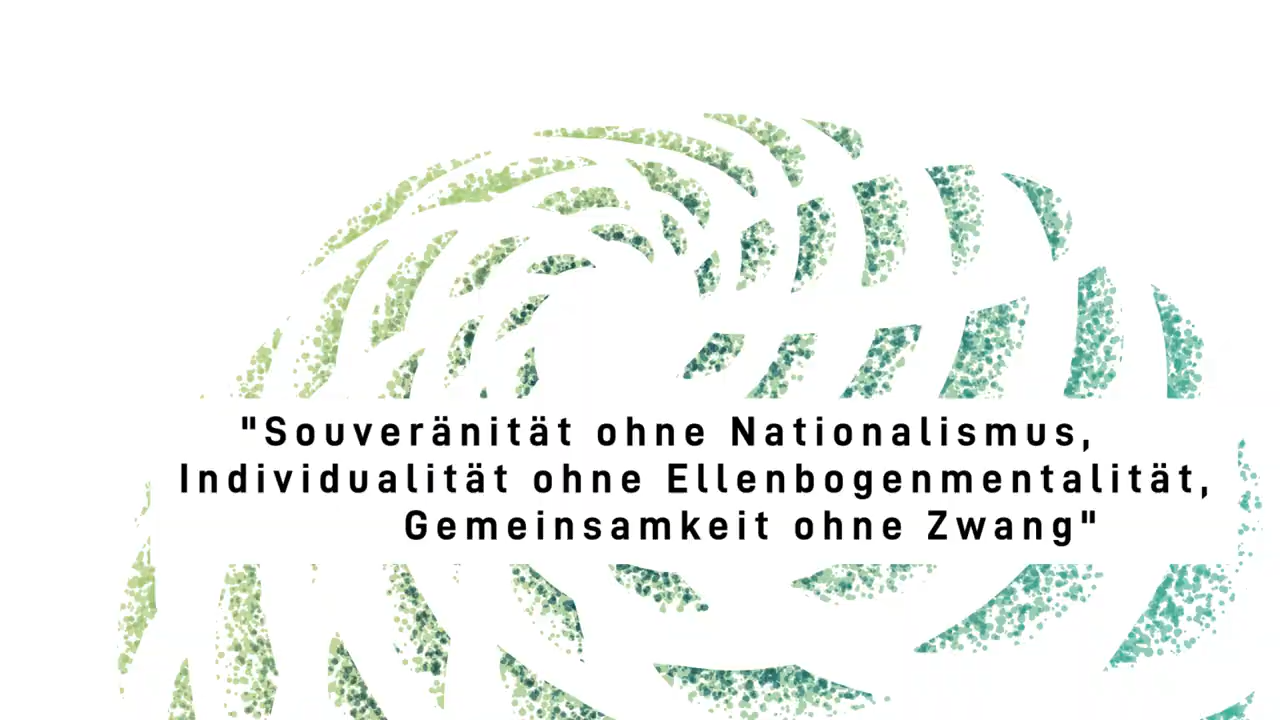 "Souveränität ohne Nationalismus,
Individualität ohne Ellenbogenmentalität,
Gemeinsamkeit ohne Zwang"